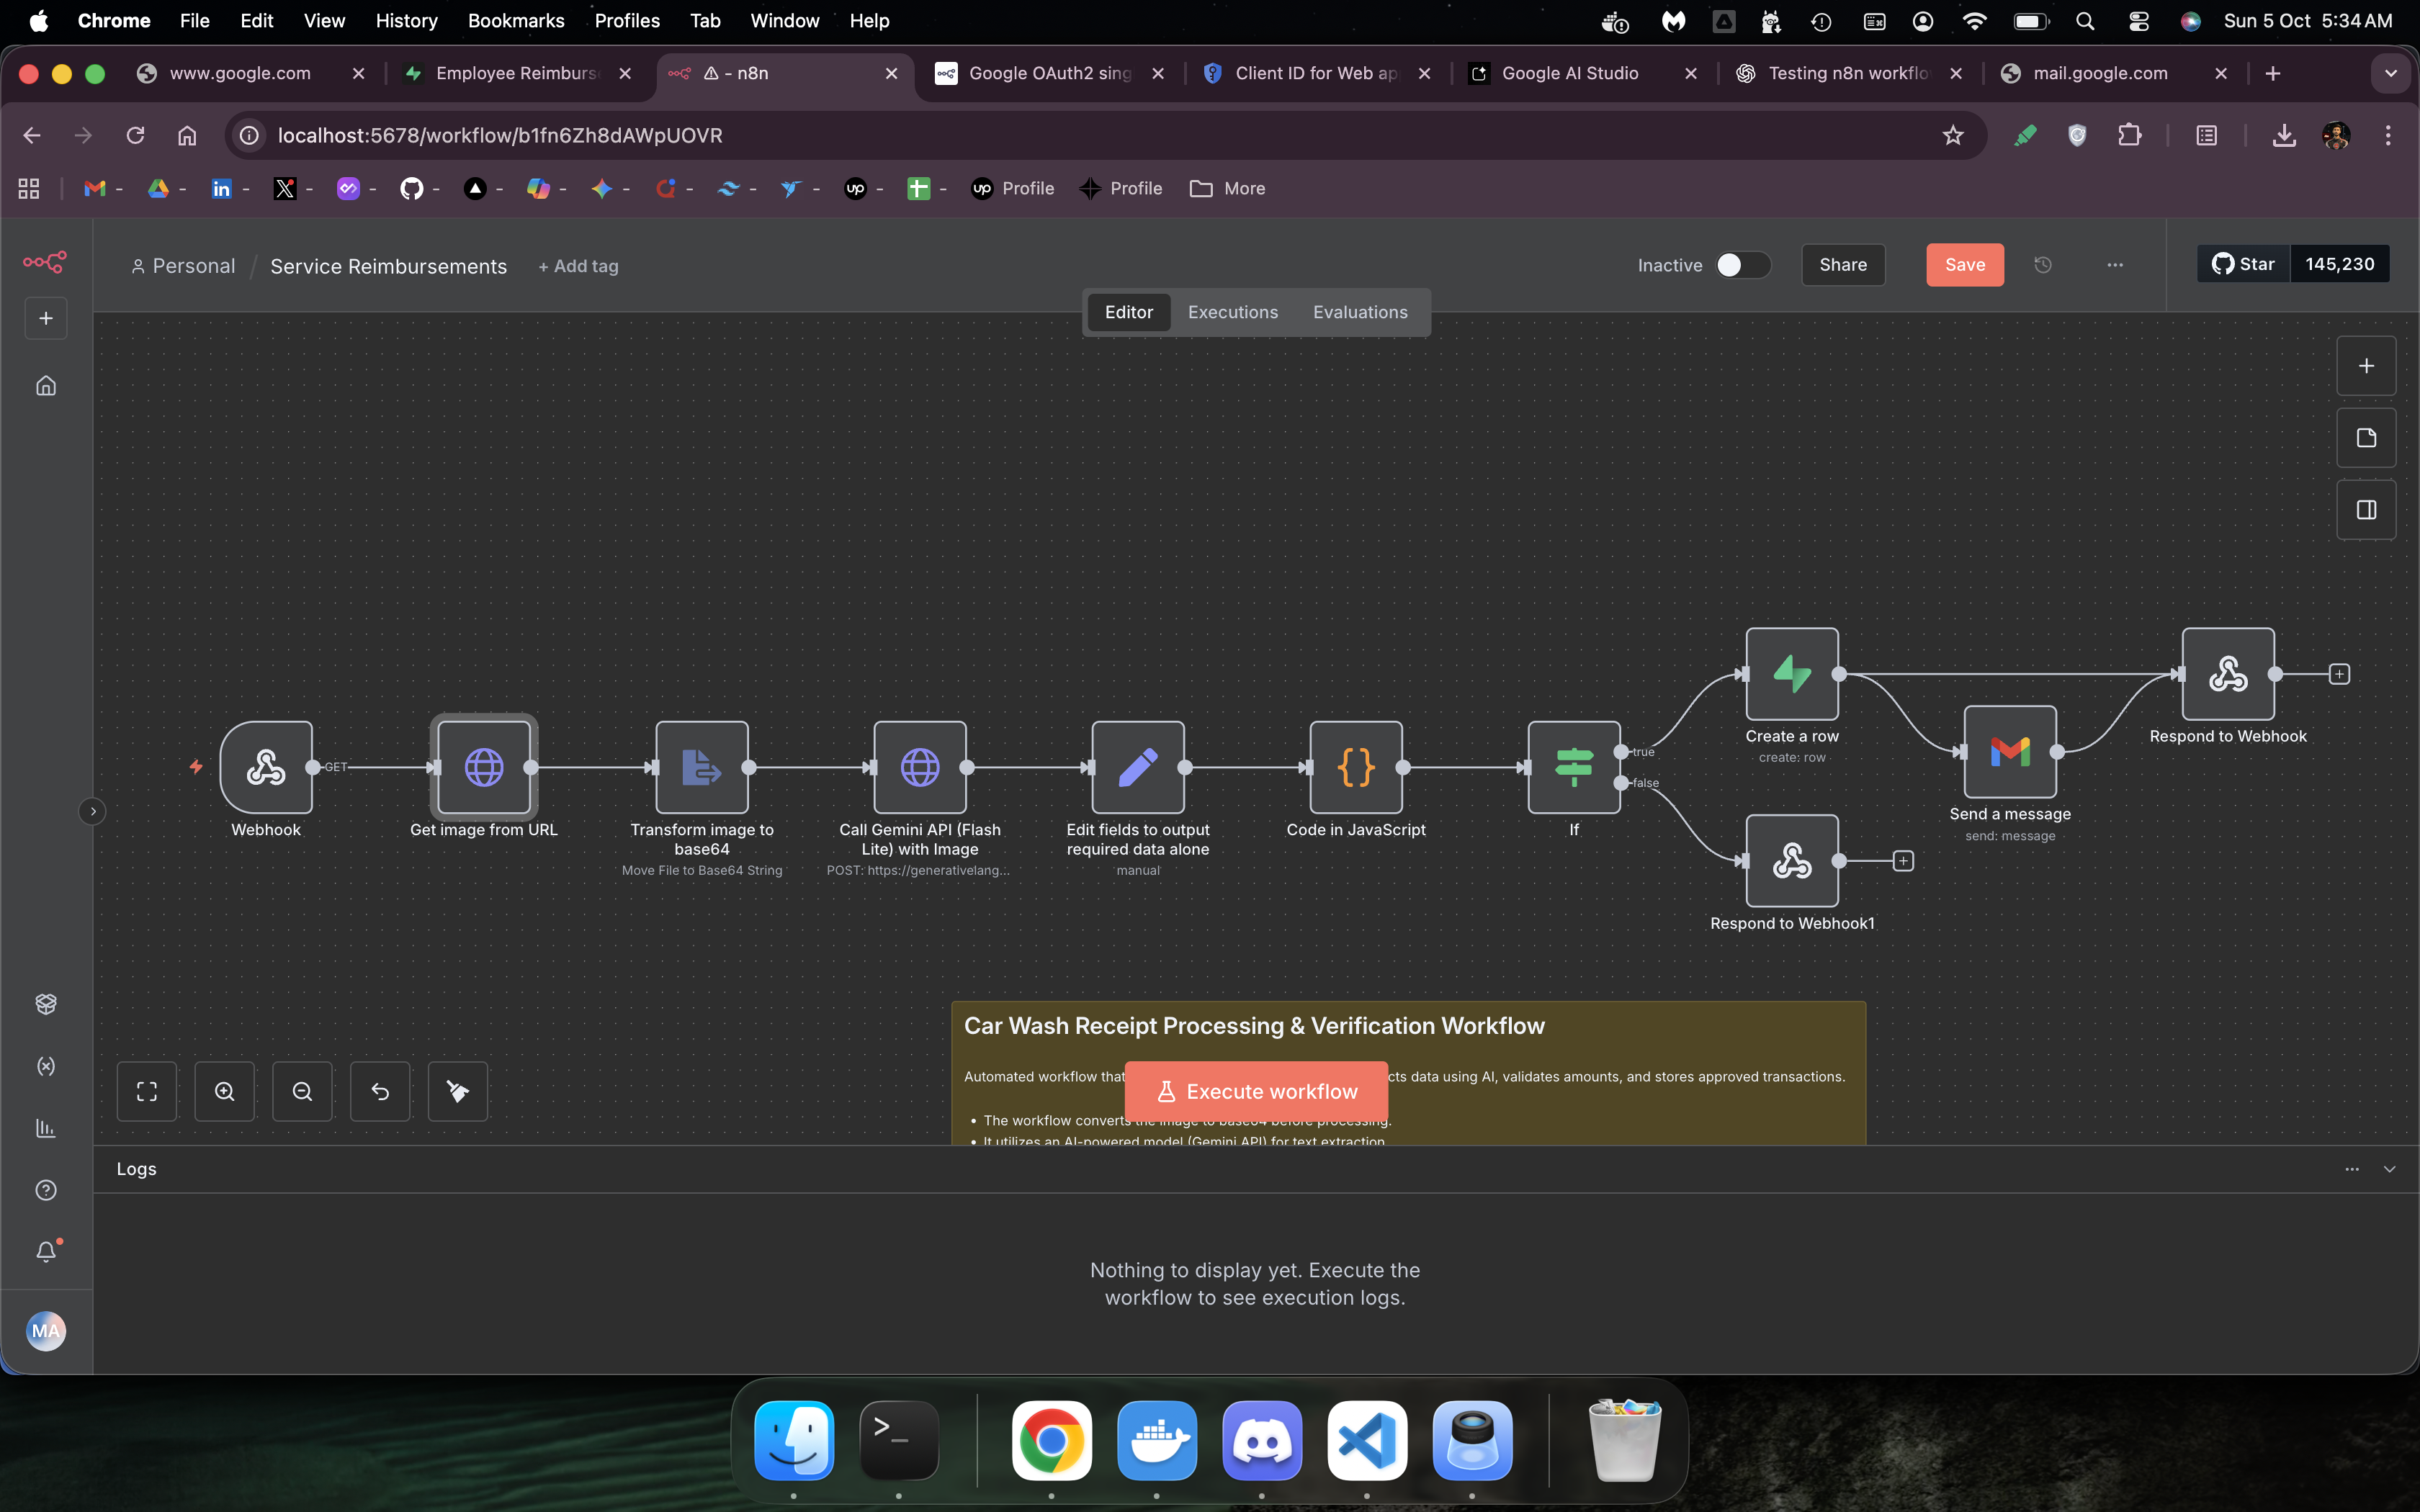 Chrome File Edit View History Bookmarks Profiles Tab Window Help Sun 5 Oct 5:34 AM
www.google.com Employee Reimburs - n8n Google OAuth2 sing Client ID for Web ap Google AI Studio Testing n8n workflo mail.google.com
localhost:5678/workflow/b1fn6Zh8dAWpUOVR
- - - - - - - - - - - - - - up - - up Profile Profile More
Personal / Service Reimbursements + Add tag Inactive Share Save ... Star 145,230
Editor Executions Evaluations
GET
true
false
Create a row
create: row
Respond to Webhook
Send a message
send: message
Webhook
Get image from URL
Transform image to
base64
Move File to Base64 String
Call Gemini API (Flash
Lite) with Image
POST: https://generativelang...
Edit fields to output
required data alone
manual
Code in JavaScript
If
Respond to Webhook1
Car Wash Receipt Processing & Verification Workflow
Automated workflow that cts data using AI, validates amounts, and stores approved transactions.
Execute workflow
• The workflow converts the image to base64 before processing.
• It utilizes an AI-powered model (Gemini API) for text extraction
Logs
Nothing to display yet. Execute the
workflow to see execution logs.
MA